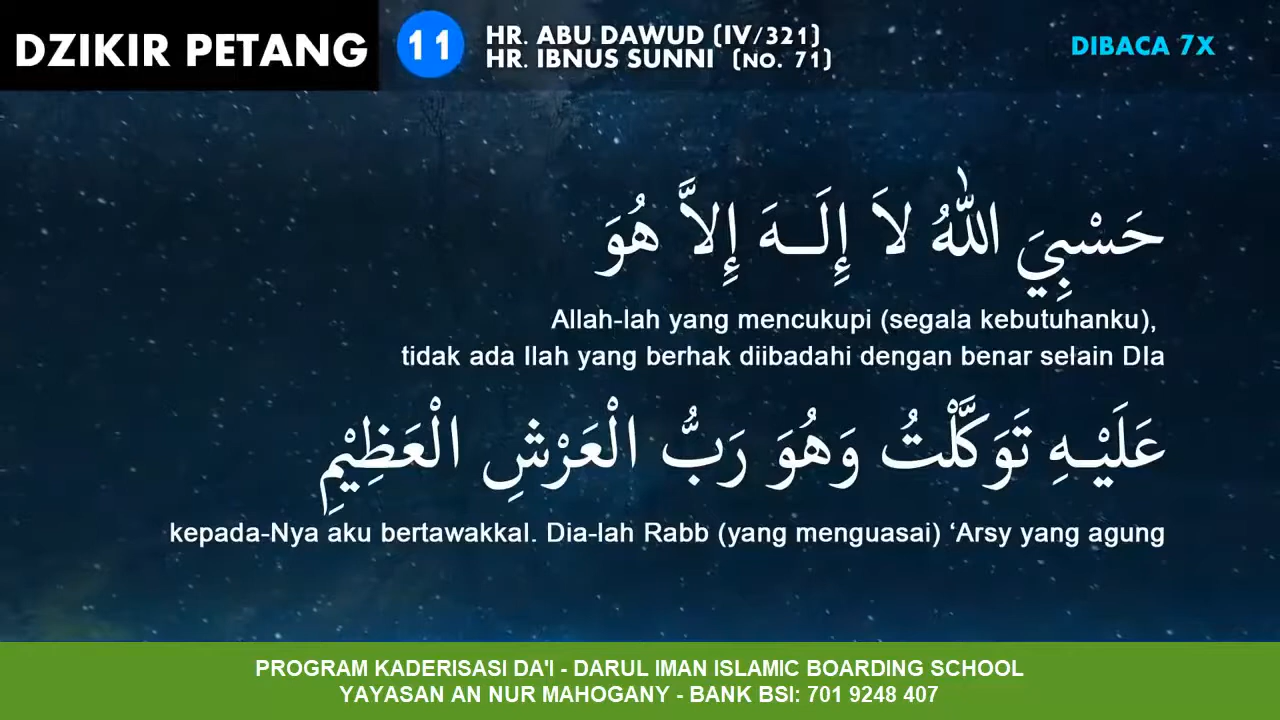 DZIKIR PETANG
11
HR. ABU DAWUD (IV/321)
HR. IBNUS SUNNI (NO. 71)
DIBACA 7X
حَسْبِيَ اللّٰهُ لاَ إِلَــهَ إِلاَّ هُوَ
Allah-lah yang mencukupi (segala kebutuhanku),
tidak ada Ilah yang berhak diibadahi dengan benar selain DIa
عَلَيْـهِ تَوَكَّلْتُ وَهُوَ رَبُّ الْعَرْشِ الْعَظِيْمِ
kepada-Nya aku bertawakkal. Dia-lah Rabb (yang menguasai) ‘Arsy yang agung
PROGRAM KADERISASI DA'I - DARUL IMAN ISLAMIC BOARDING SCHOOL
YAYASAN AN NUR MAHOGANY - BANK BSI: 701 9248 407